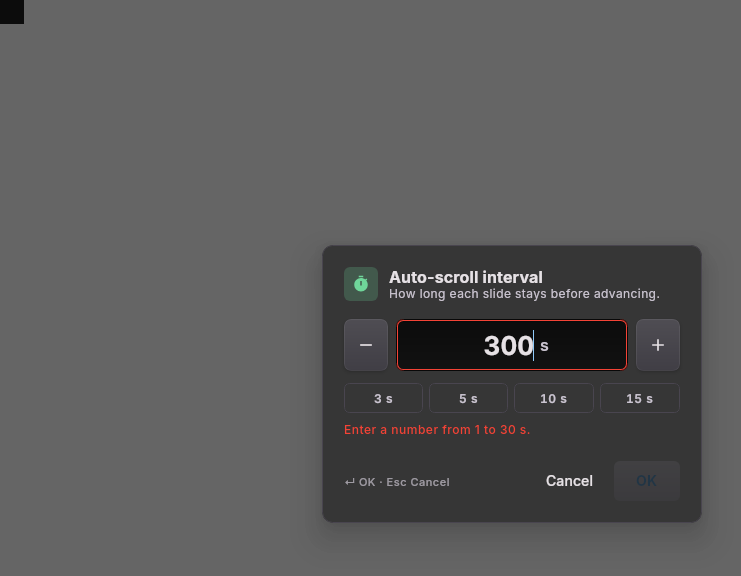 Auto-scroll interval
How long each slide stays before advancing.
− 300 s +
3 s 5 s 10 s 15 s
Enter a number from 1 to 30 s.
↵ OK · Esc Cancel Cancel OK